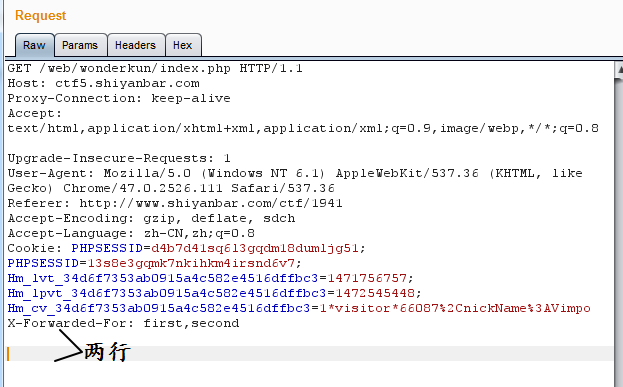 Request
Raw Params Headers Hex
GET /web/wonderkun/index.php HTTP/1.1
Host: ctf5.shiyanbar.com
Proxy-Connection: keep-alive
Accept:
text/html,application/xhtml+xml,application/xml;q=0.9,image/webp,*/*;q=0.8
Upgrade-Insecure-Requests: 1
User-Agent: Mozilla/5.0 (Windows NT 6.1) AppleWebKit/537.36 (KHTML, like
Gecko) Chrome/47.0.2526.111 Safari/537.36
Referer: http://www.shiyanbar.com/ctf/1941
Accept-Encoding: gzip, deflate, sdch
Accept-Language: zh-CN,zh;q=0.8
Cookie: PHPSESSID=d4b7d41sq6l3gqdm18dumljg51;
PHPSESSID=13s8e3gqmk7nkihkm4irsnd6v7;
Hm_lvt_34d6f7353ab0915a4c582e4516dffbc3=1471756757;
Hm_lpvt_34d6f7353ab0915a4c582e4516dffbc3=1472545448;
Hm_cv_34d6f7353ab0915a4c582e4516dffbc3=1*visitor*66087%2CnickName%3AVimpo
X-Forwarded-For: first,second
两行